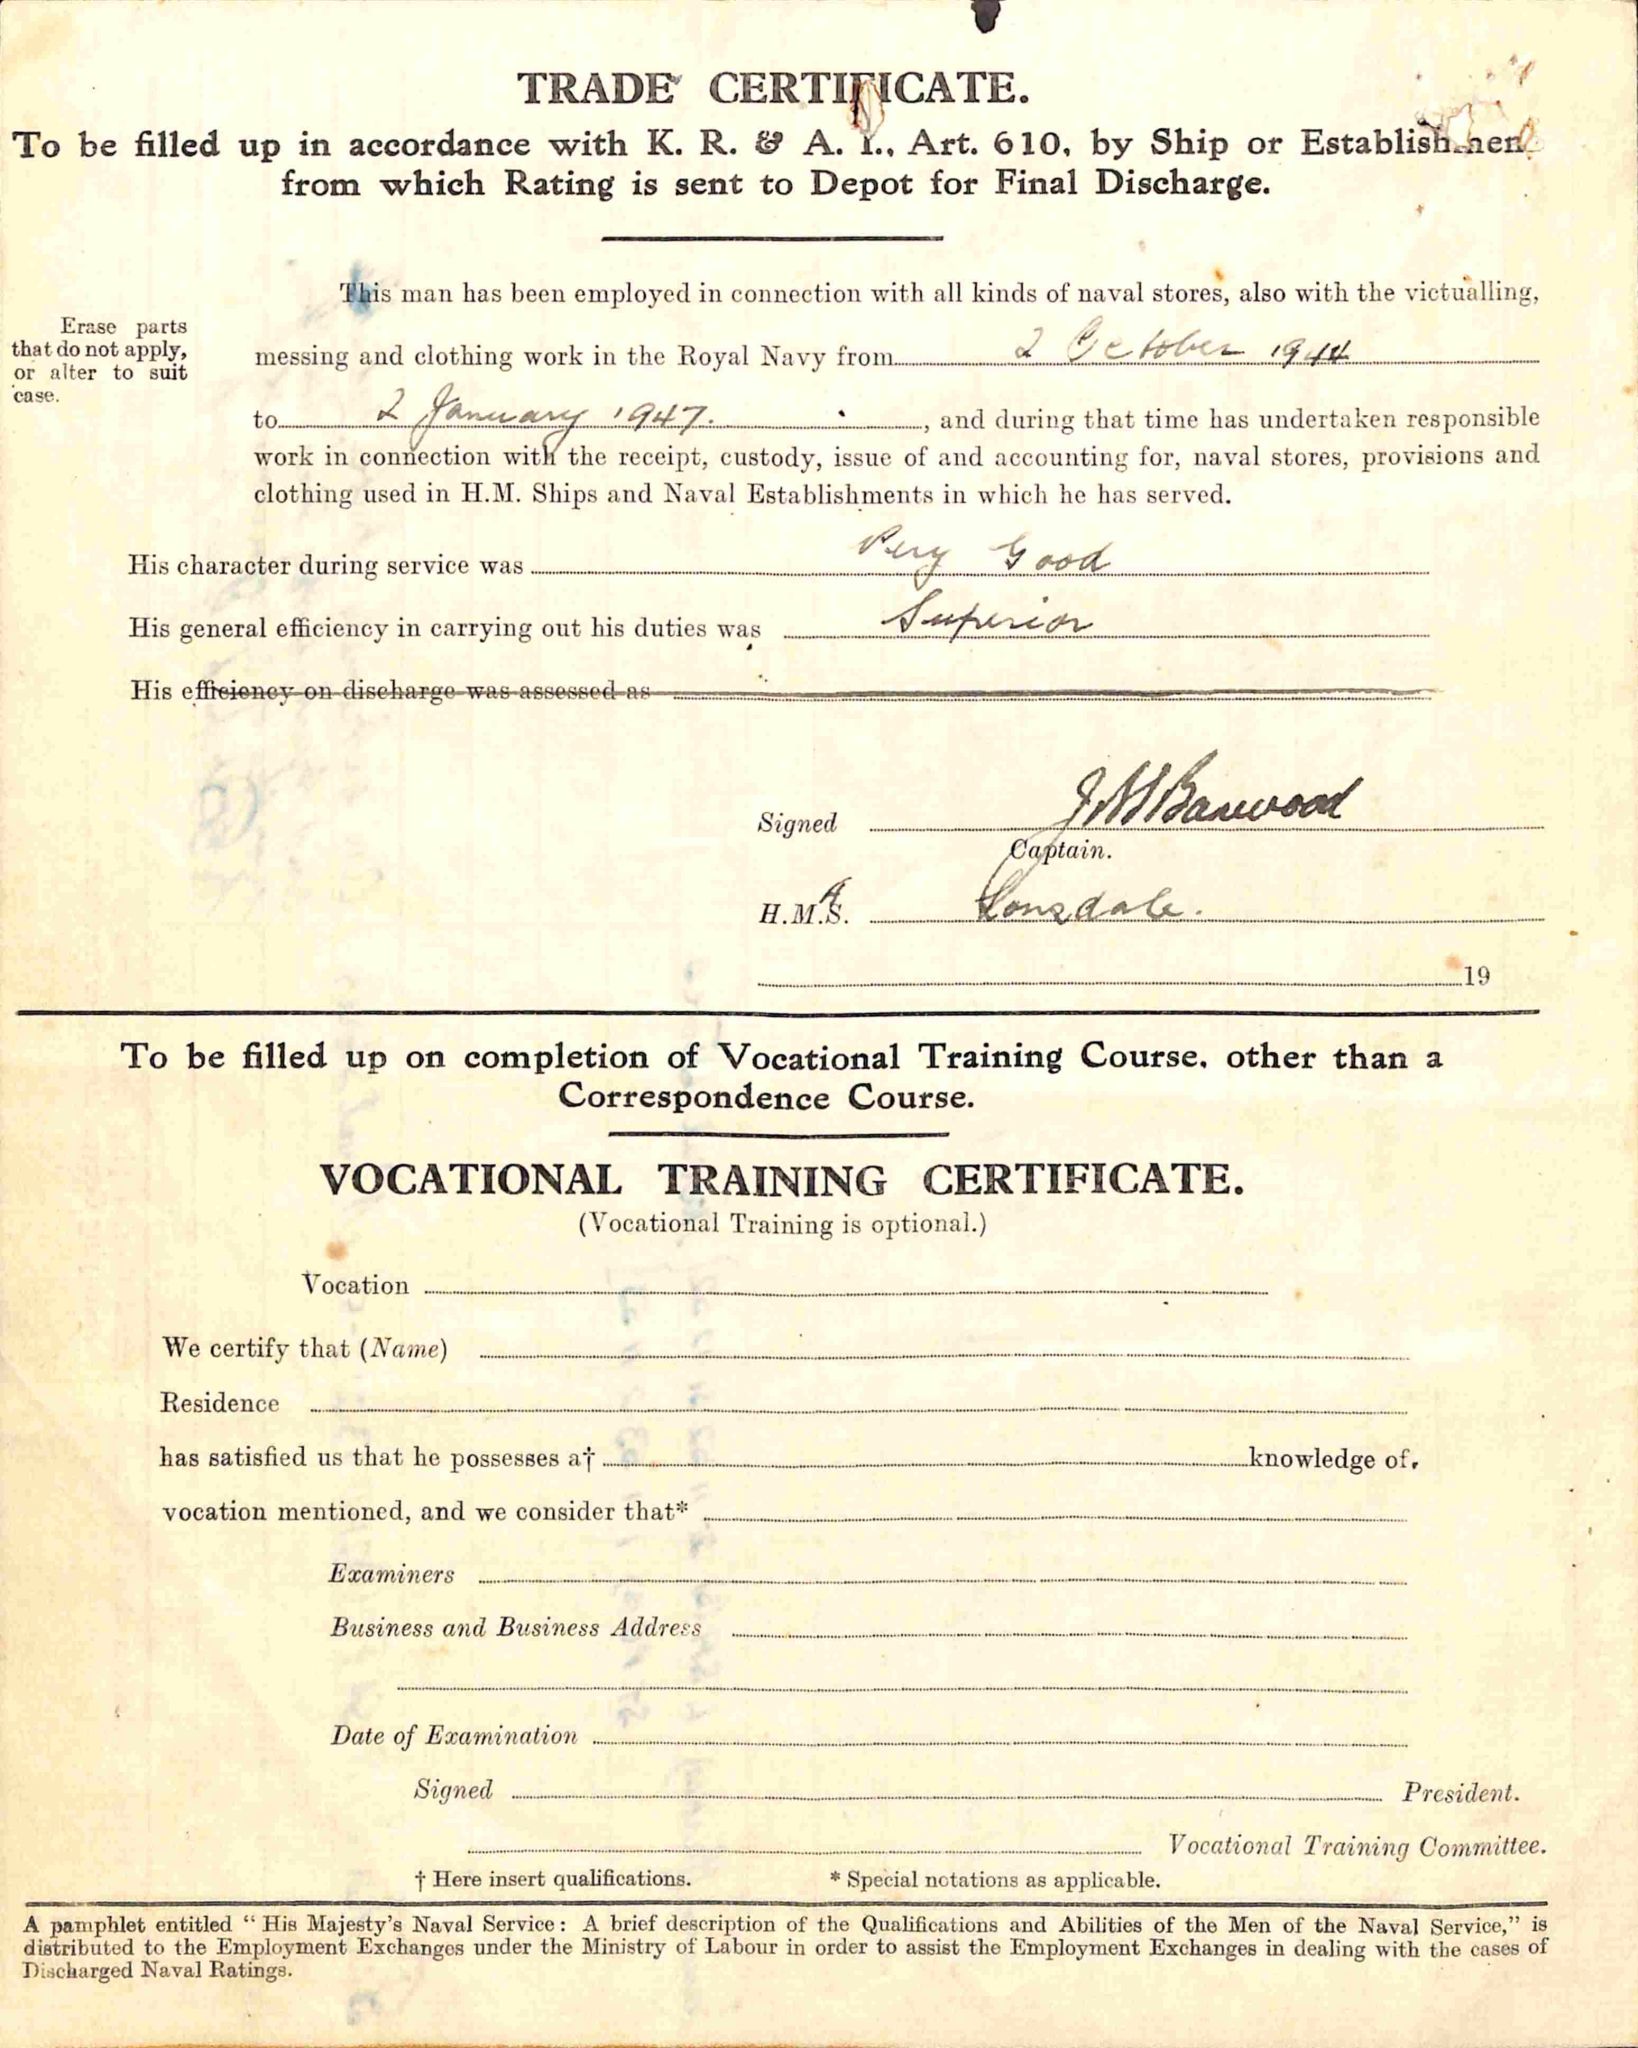 TRADE CERTIFICATE.
To be filled up in accordance with K. R. & A. I., Art. 610, by Ship or Establishmen
from which Rating is sent to Depot for Final Discharge.
This man has been employed in connection with all kinds of naval stores, also with the victualling,
Erase parts
that do not apply,
or alter to suit
case.
messing and clothing work in the Royal Navy from 2 October 1944
to 2 January 1947. , and during that time has undertaken responsible
work in connection with the receipt, custody, issue of and accounting for, naval stores, provisions and
clothing used in H.M. Ships and Naval Establishments in which he has served.
His character during service was Very Good
His general efficiency in carrying out his duties was Superior
His efficiency on discharge was assessed as
Signed
Captain.
H.M.A.S. Lonsdale.
19
To be filled up on completion of Vocational Training Course, other than a
Correspondence Course.
VOCATIONAL TRAINING CERTIFICATE.
(Vocational Training is optional.)
Vocation
We certify that (Name)
Residence
has satisfied us that he possesses a† knowledge of,
vocation mentioned, and we consider that*
Examiners
Business and Business Address
Date of Examination
Signed President.
Vocational Training Committee.
† Here insert qualifications. * Special notations as applicable.
A pamphlet entitled “ His Majesty's Naval Service : A brief description of the Qualifications and Abilities of the Men of the Naval Service,” is
distributed to the Employment Exchanges under the Ministry of Labour in order to assist the Employment Exchanges in dealing with the cases of
Discharged Naval Ratings.